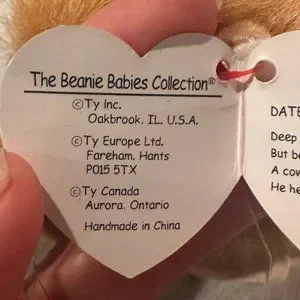 The Beanie Babies Collection®
©Ty Inc.
Oakbrook, IL. U.S.A.
©Ty Europe Ltd.
Fareham, Hants
PO15 5TX
©Ty Canada
Aurora, Ontario
Handmade in China
DATE
Deep
But b
A cow
He he